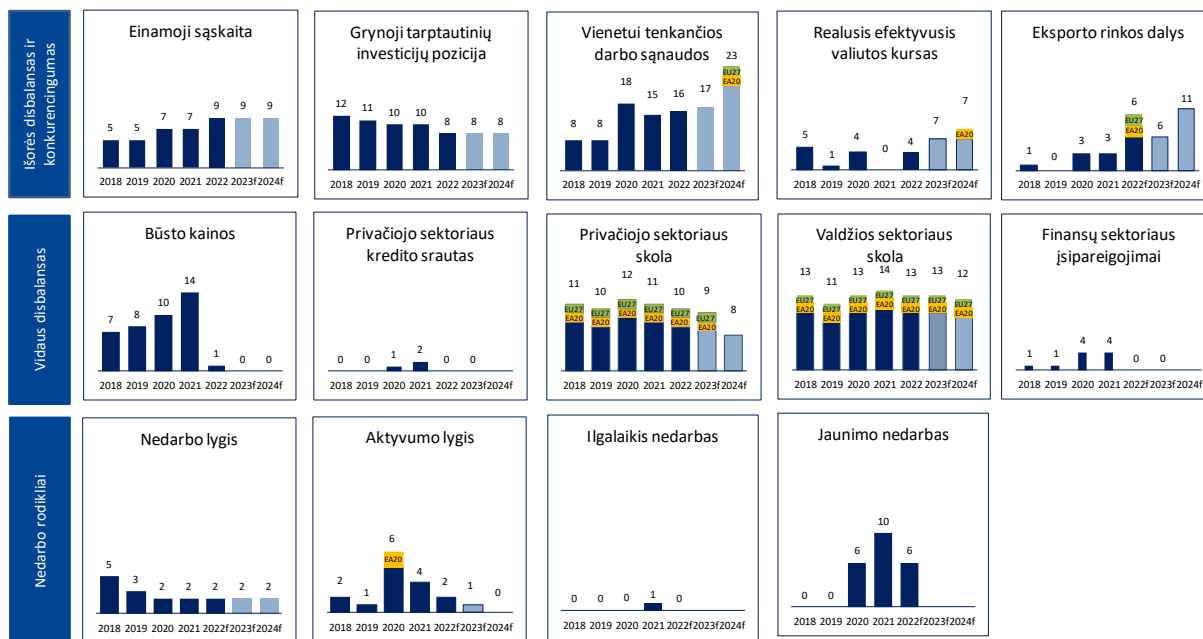 Išorės disbalansas ir
konkurencingumas
Einamoji sąskaita
5 5 7 7 9 9 9
2018 2019 2020 2021 2022 2023f 2024f
Grynoji tarptautinių
investicijų pozicija
12 11 10 10 8 8 8
2018 2019 2020 2021 2022 2023f 2024f
Vienetui tenkančios
darbo sąnaudos
8 8 18 15 16 17 23
EU27
EA20
2018 2019 2020 2021 2022 2023f 2024f
Realusis efektyvusis
valiutos kursas
5 1 4 0 4 7 7
EA20
2018 2019 2020 2021 2022 2023f 2024f
Eksporto rinkos dalys
1 0 3 3 6 6 11
EU27
EA20
2018 2019 2020 2021 2022f 2023f 2024f
Vidaus disbalansas
Būsto kainos
7 8 10 14 1 0 0
2018 2019 2020 2021 2022 2023f 2024f
Privačiojo sektoriaus
kredito srautas
0 0 1 2 0 0
2018 2019 2020 2021 2022 2023f 2024f
Privačiojo sektoriaus
skola
11 10 12 11 10 9 8
EU27 EU27 EU27 EU27 EU27 EU27
EA20 EA20 EA20 EA20 EA20 EA20
2018 2019 2020 2021 2022 2023f 2024f
Valdžios sektoriaus
skola
13 11 13 14 13 13 12
EU27 EU27 EU27 EU27 EU27 EU27 EU27
EA20 EA20 EA20 EA20 EA20 EA20 EA20
2018 2019 2020 2021 2022 2023f 2024f
Finansų sektoriaus
įsipareigojimai
1 1 4 4 0 0
2018 2019 2020 2021 2022f 2023f 2024f
Nedarbo rodikliai
Nedarbo lygis
5 3 2 2 2 2 2
2018 2019 2020 2021 2022f 2023f 2024f
Aktyvumo lygis
2 1 6 4 2 1 0
EA20
2018 2019 2020 2021 2022 2023f 2024f
Ilgalaikis nedarbas
0 0 0 1 0
2018 2019 2020 2021 2022 2023f 2024f
Jaunimo nedarbas
0 0 6 10 6
2018 2019 2020 2021 2022 2023f 2024f